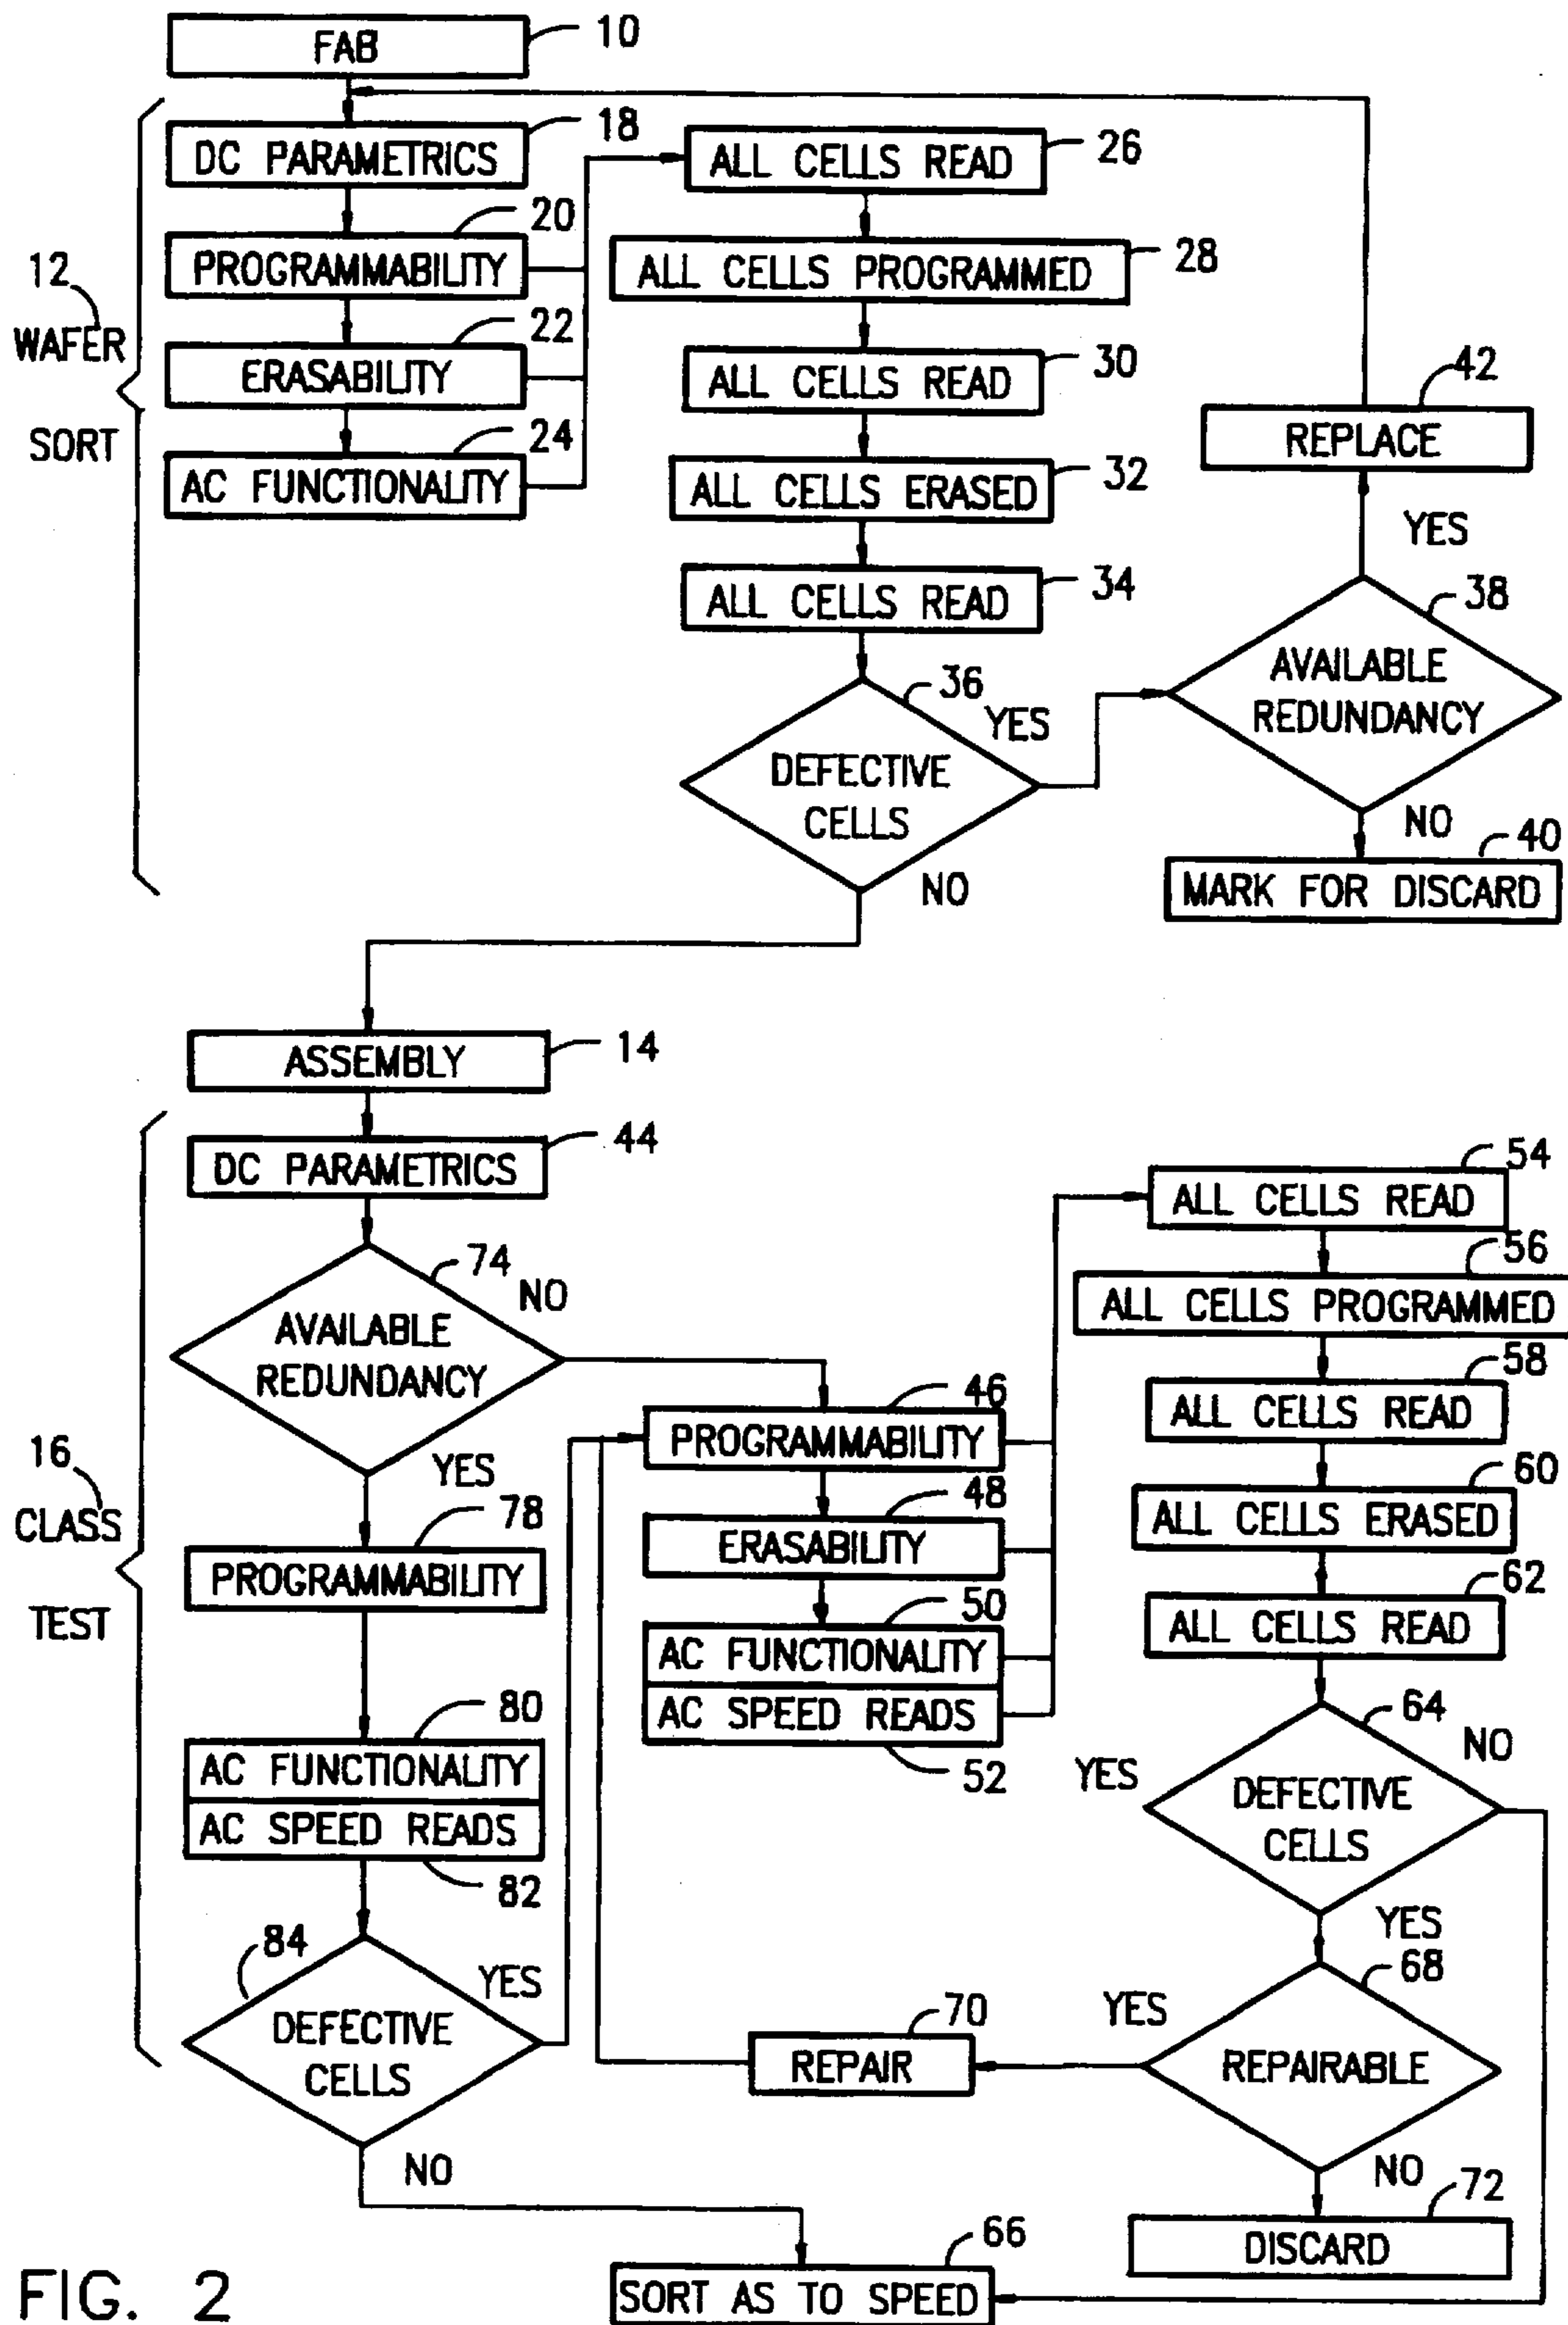 FAB
10
DC PARAMETRICS
18
PROGRAMMABILITY
20
ERASABILITY
22
AC FUNCTIONALITY
24
12
WAFER
SORT
ALL CELLS READ
26
ALL CELLS PROGRAMMED
28
ALL CELLS READ
30
ALL CELLS ERASED
32
ALL CELLS READ
34
36
DEFECTIVE
CELLS
YES
NO
38
AVAILABLE
REDUNDANCY
YES
NO
REPLACE
42
40
MARK FOR DISCARD
ASSEMBLY
14
DC PARAMETRICS
44
16
CLASS
TEST
74
AVAILABLE
REDUNDANCY
NO
YES
78
PROGRAMMABILITY
80
AC FUNCTIONALITY
AC SPEED READS
82
84
DEFECTIVE
CELLS
YES
NO
46
PROGRAMMABILITY
48
ERASABILITY
50
AC FUNCTIONALITY
AC SPEED READS
52
54
ALL CELLS READ
56
ALL CELLS PROGRAMMED
58
ALL CELLS READ
60
ALL CELLS ERASED
62
ALL CELLS READ
64
YES
NO
DEFECTIVE
CELLS
YES
68
YES
REPAIRABLE
NO
70
REPAIR
72
DISCARD
66
SORT AS TO SPEED
FIG. 2